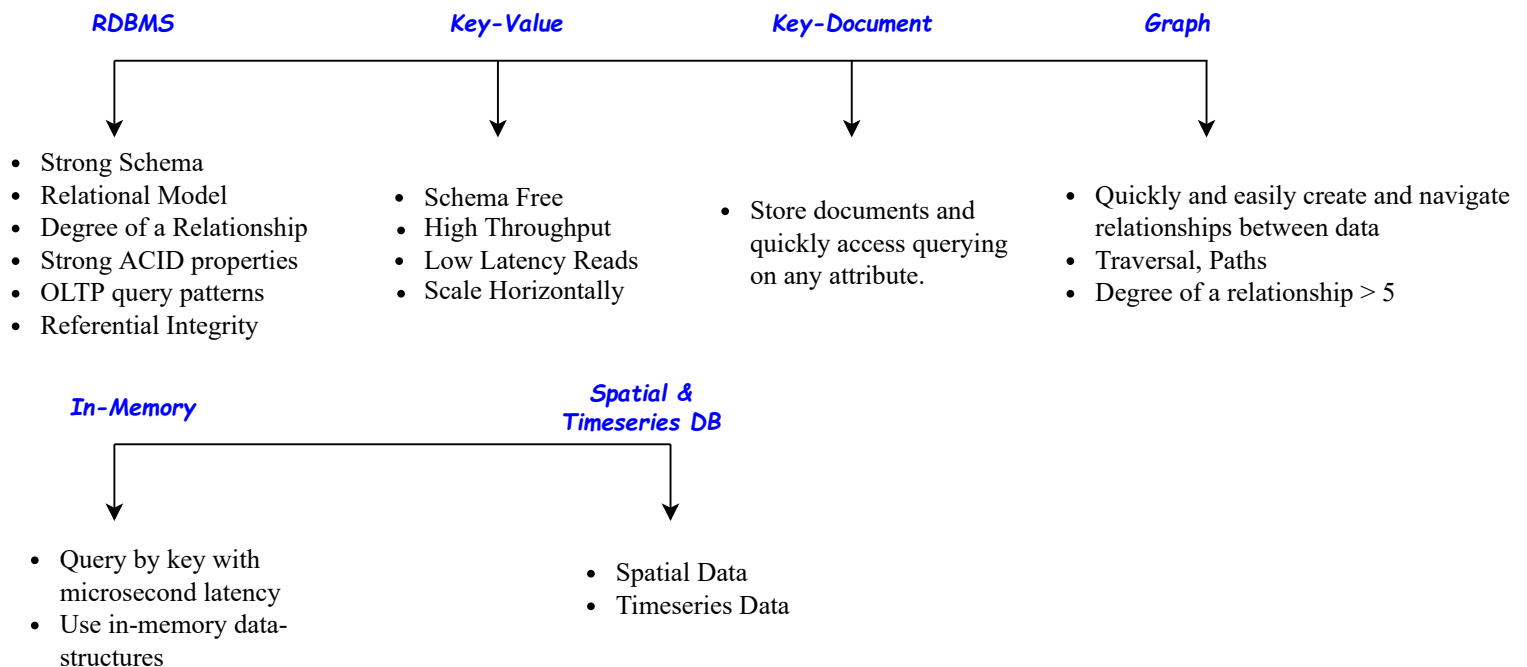 RDBMS
Key-Value
Key-Document
Graph
• Strong Schema
• Relational Model
• Degree of a Relationship
• Strong ACID properties
• OLTP query patterns
• Referential Integrity
• Schema Free
• High Throughput
• Low Latency Reads
• Scale Horizontally
• Store documents and
quickly access querying
on any attribute.
• Quickly and easily create and navigate
relationships between data
• Traversal, Paths
• Degree of a relationship > 5
In-Memory
Spatial &
Timeseries DB
• Query by key with
microsecond latency
• Use in-memory data-
structures
• Spatial Data
• Timeseries Data